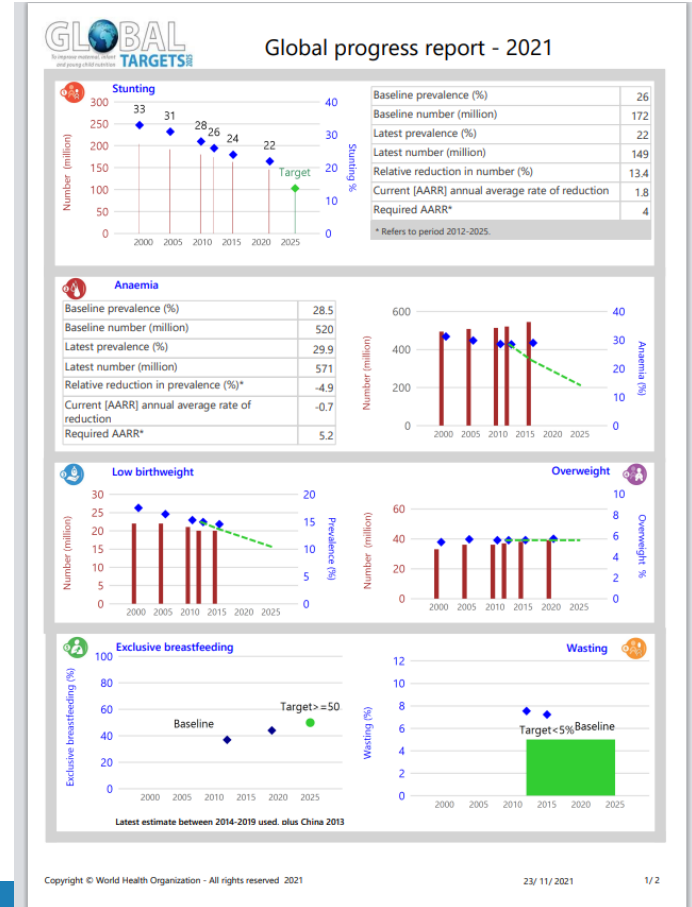 GLOBAL
TARGETS 2025
To improve maternal, infant
and young child nutrition
Global progress report - 2021
Stunting
300
250
200
150
100
50
0
Number (million)
33
31
28
26
24
22
Target
40
30
20
10
0
Stunting %
2000 2005 2010 2015 2020 2025
Baseline prevalence (%) 26
Baseline number (million) 172
Latest prevalence (%) 22
Latest number (million) 149
Relative reduction in number (%) 13.4
Current [AARR] annual average rate of reduction 1.8
Required AARR* 4
* Refers to period 2012-2025.
Anaemia
Baseline prevalence (%) 28.5
Baseline number (million) 520
Latest prevalence (%) 29.9
Latest number (million) 571
Relative reduction in prevalence (%)* -4.9
Current [AARR] annual average rate of
reduction -0.7
Required AARR* 5.2
600
400
200
0
Number (million)
40
30
20
10
0
Anaemia (%)
2000 2005 2010 2015 2020 2025
Low birthweight
30
25
20
15
10
5
0
Number (million)
20
15
10
5
0
Prevalence (%)
2000 2005 2010 2015 2020 2025
Overweight
60
40
20
0
Number (million)
10
8
6
4
2
0
Overweight %
2000 2005 2010 2015 2020 2025
Exclusive breastfeeding
100
80
60
40
20
0
Exclusive breastfeeding (%)
Baseline
Target>=50
2000 2005 2010 2015 2020 2025
Latest estimate between 2014-2019 used, plus China 2013
Wasting
12
10
8
6
4
2
0
Wasting (%)
Target<5%
Baseline
2000 2005 2010 2015 2020 2025
Copyright © World Health Organization - All rights reserved 2021
23/ 11/ 2021
1/ 2